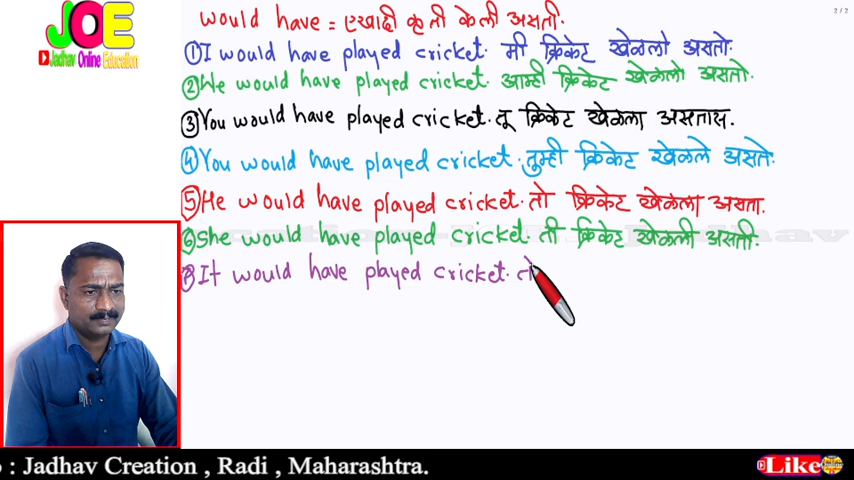 2 / 2
JOE
Jadhav Online Education
would have = एखादी कृती केली असती.
① I would have played cricket. मी क्रिकेट खेळलो असतो.
② We would have played cricket. आम्ही क्रिकेट खेळलो असतो.
③ You would have played cricket. तू क्रिकेट खेळला असतास.
④ You would have played cricket. तुम्ही क्रिकेट खेळले असते.
⑤ He would have played cricket. तो क्रिकेट खेळला असता.
⑥ She would have played cricket. ती क्रिकेट खेळली असती.
It would have played cricket. ते
: Jadhav Creation , Radi , Maharashtra.
Like